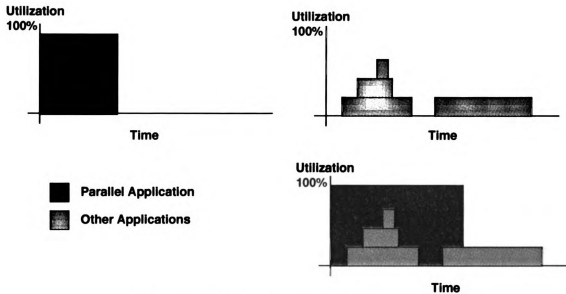 Utilization
100%
Time
Utilization
100%
Time
Parallel Application
Other Applications
Utilization
100%
Time